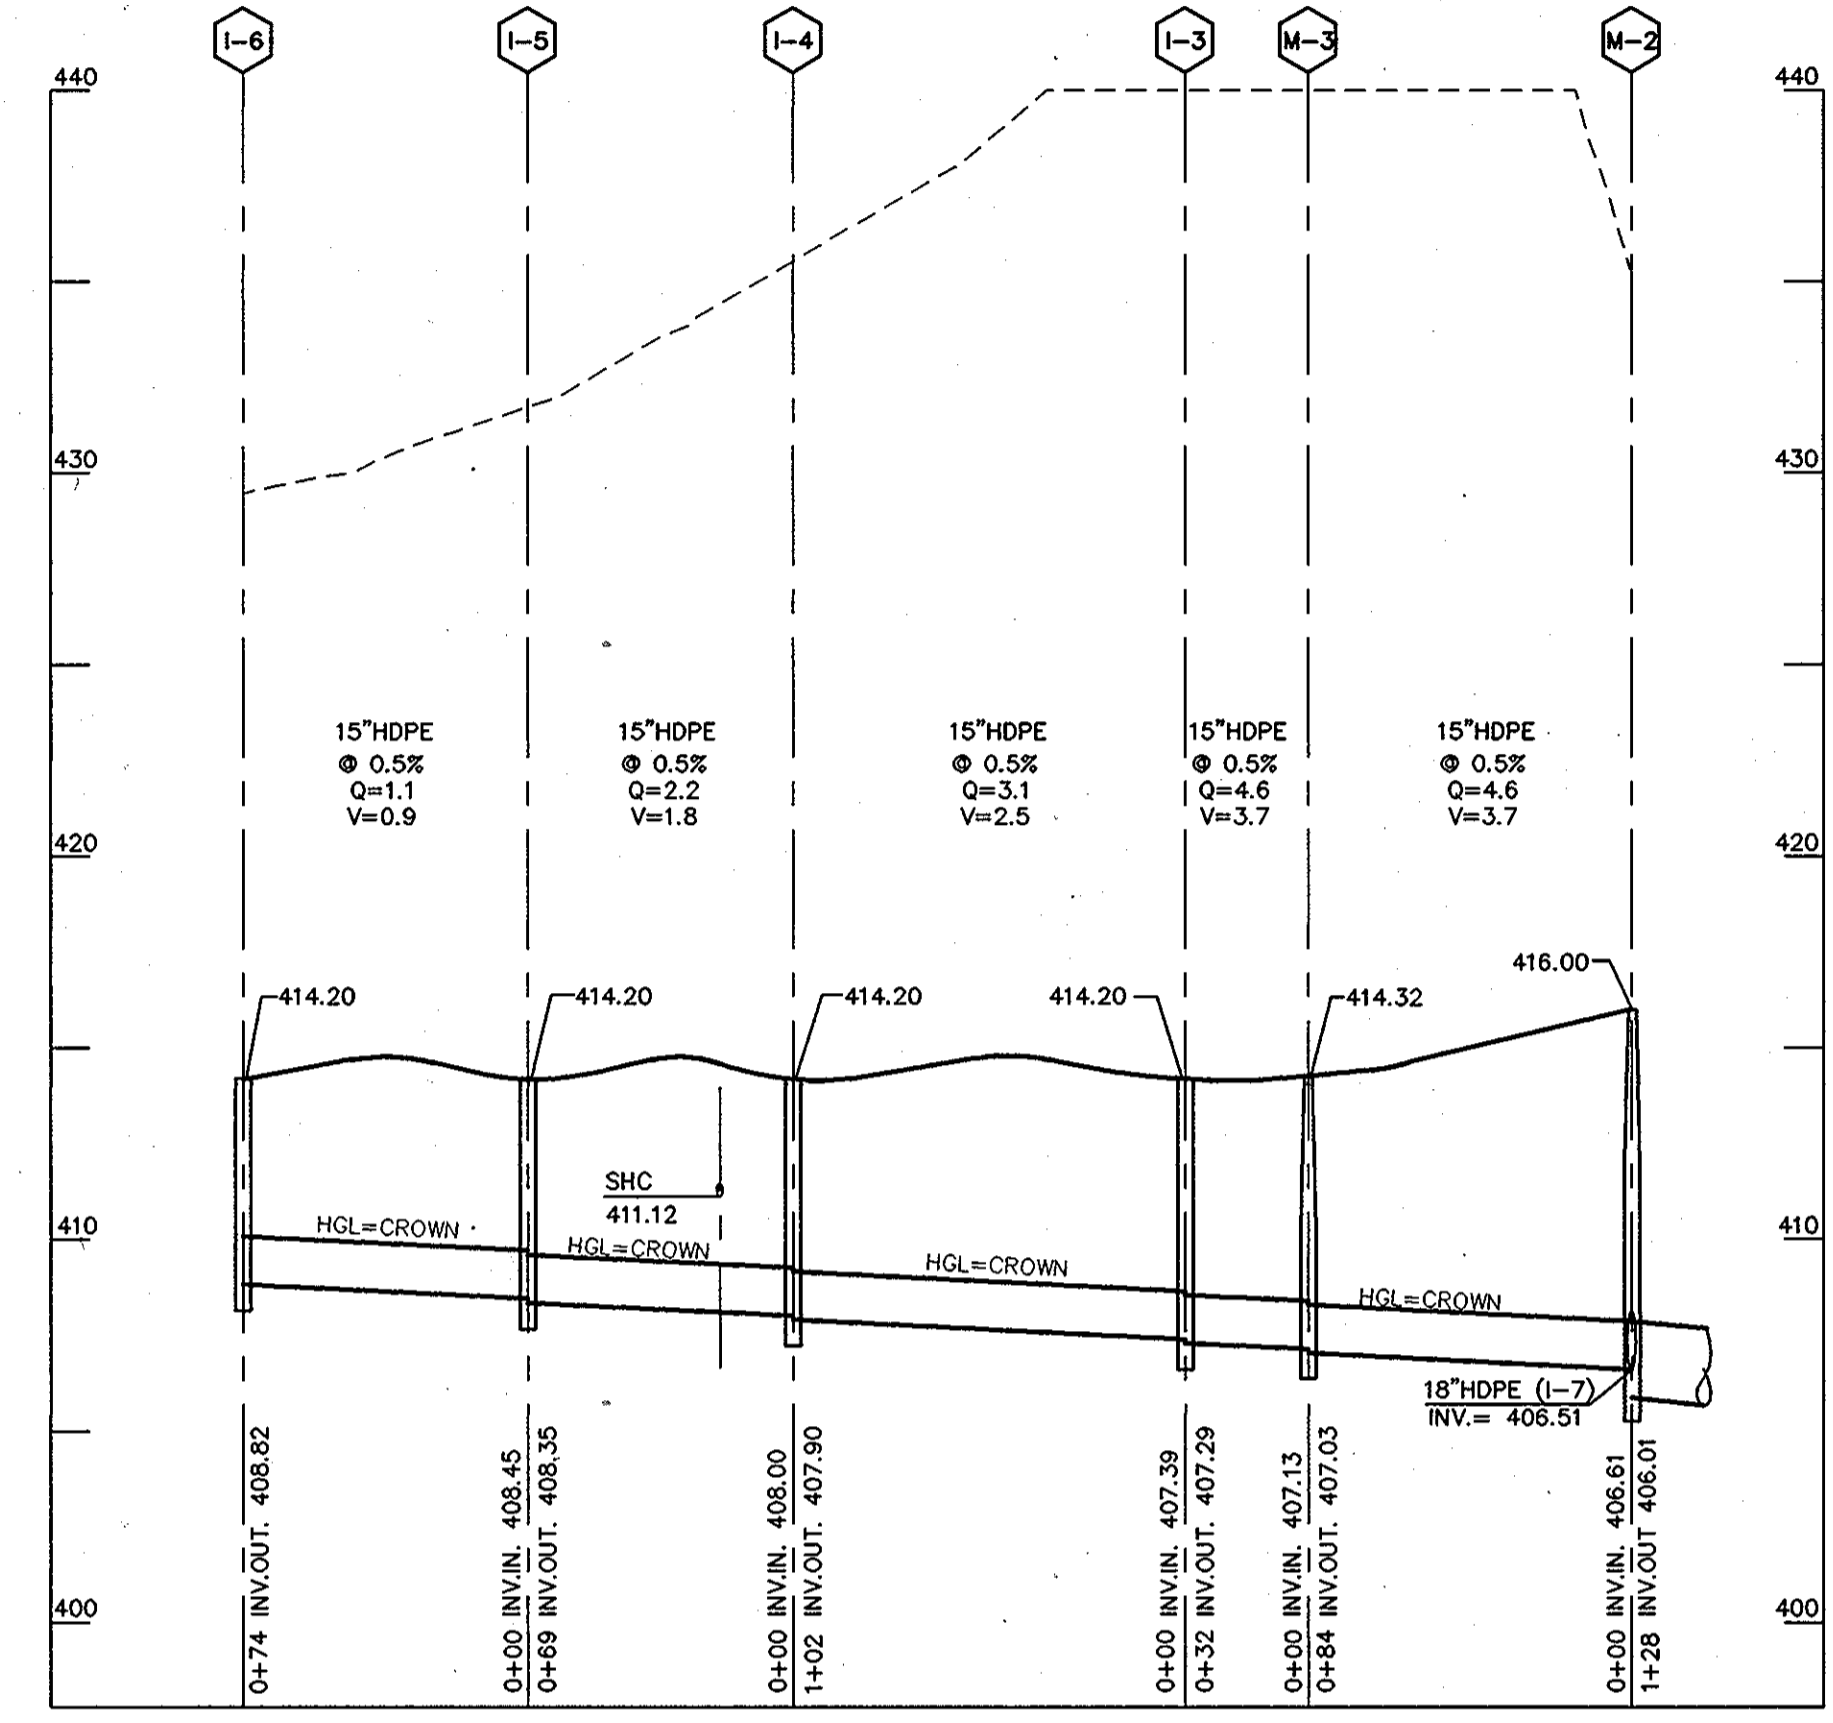 I-6
I-5
I-4
I-3
M-3
M-2
440
440
430
430
15"HDPE
@ 0.5%
Q=1.1
V=0.9
15"HDPE
@ 0.5%
Q=2.2
V=1.8
15"HDPE
@ 0.5%
Q=3.1
V=2.5
15"HDPE
@ 0.5%
Q=4.6
V=3.7
15"HDPE
@ 0.5%
Q=4.6
V=3.7
420
420
414.20
414.20
414.20
414.20
414.32
416.00
SHC
411.12
410
410
HGL=CROWN
HGL=CROWN
HGL=CROWN
HGL=CROWN
18"HDPE (I-7)
INV.= 406.51
400
400
0+74 INV.OUT. 408.82
0+00 INV.IN. 408.45
0+69 INV.OUT. 408.35
0+00 INV.IN. 408.00
1+02 INV.OUT. 407.90
0+00 INV.IN. 407.39
0+32 INV.OUT. 407.29
0+00 INV.IN. 407.13
0+84 INV.OUT. 407.03
0+00 INV.IN. 406.61
1+28 INV.OUT 406.01